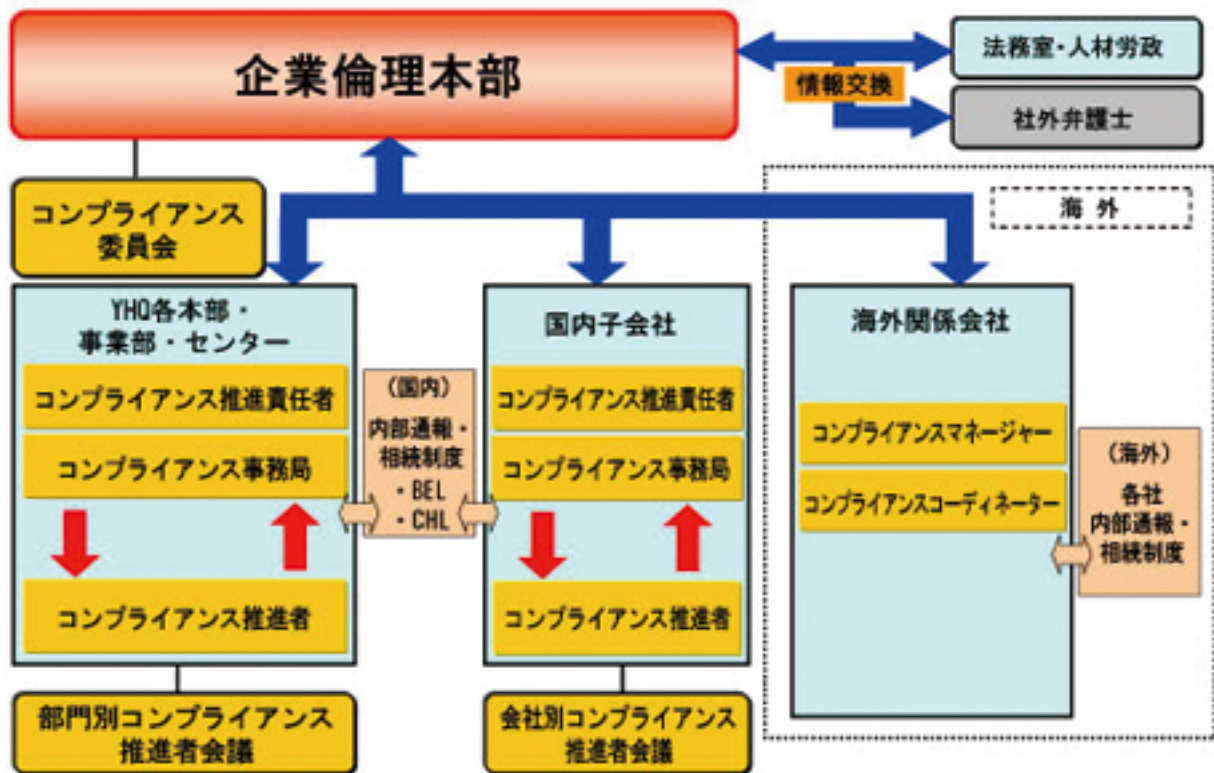 企業倫理本部
法務室・人材労政
情報交換
社外弁護士
コンプライアンス
委員会
海外
YHQ各本部・
事業部・センター
コンプライアンス推進責任者
コンプライアンス事務局
コンプライアンス推進者
部門別コンプライアンス
推進者会議
(国内)
内部通報・
相続制度
・BEL
・CHL
国内子会社
コンプライアンス推進責任者
コンプライアンス事務局
コンプライアンス推進者
会社別コンプライアンス
推進者会議
海外関係会社
コンプライアンスマネージャー
コンプライアンスコーディネーター
(海外)
各社
内部通報・
相続制度